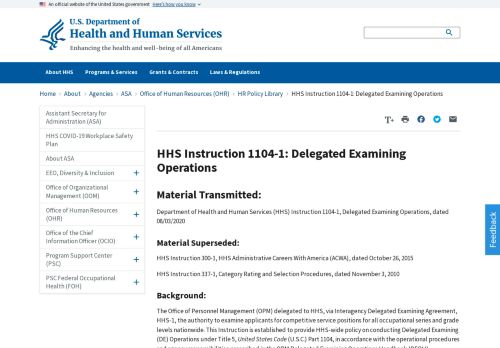 An official website of the United States government Here's how you know
U.S. Department of
Health and Human Services
Enhancing the health and well-being of all Americans
About HHS Programs & Services Grants & Contracts Laws & Regulations
Home > About > Agencies > ASA > Office of Human Resources (OHR) > HR Policy Library > HHS Instruction 1104-1: Delegated Examining Operations
Assistant Secretary for
Administration (ASA)
HHS COVID-19 Workplace Safety
Plan
About ASA
EEO, Diversity & Inclusion
Office of Organizational
Management (OOM)
Office of Human Resources
(OHR)
Office of the Chief
Information Officer (OCIO)
Program Support Center
(PSC)
PSC Federal Occupational
Health (FOH)
T+
HHS Instruction 1104-1: Delegated Examining
Operations
Material Transmitted:
Department of Health and Human Services (HHS) Instruction 1104-1, Delegated Examining Operations, dated
08/03/2020
Material Superseded:
HHS Instruction 300-1, HHS Administrative Careers With America (ACWA), dated October 26, 2015
HHS Instruction 337-1, Category Rating and Selection Procedures, dated November 3, 2010
Background:
The Office of Personnel Management (OPM) delegated to HHS, via Interagency Delegated Examining Agreement,
HHS-1, the authority to examine applicants for competitive service positions for all occupational series and grade
levels nationwide. This Instruction is established to provide HHS-wide policy on conducting Delegated Examining
(DE) Operations under Title 5, United States Code (U.S.C.) Part 1104, in accordance with the operational procedures
Feedback